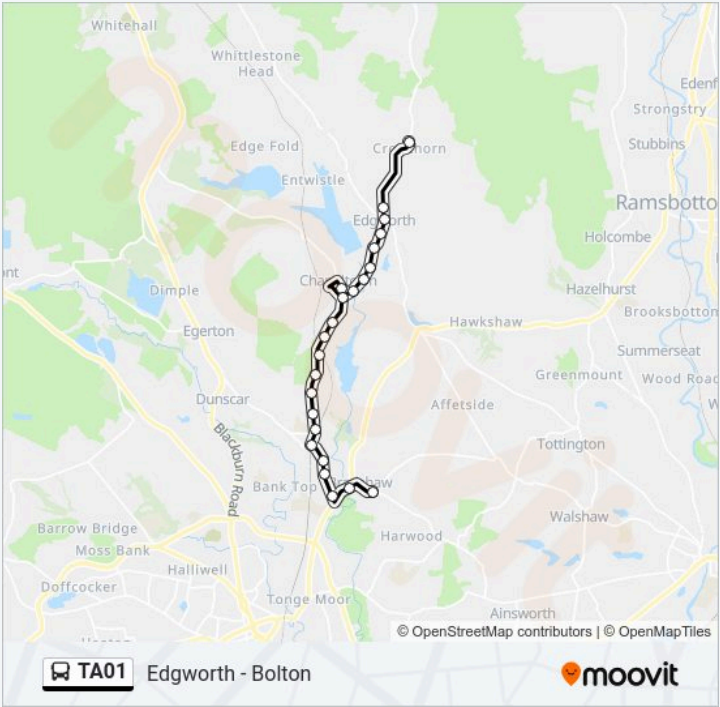 Whitehall
Whittlestone
Head
Edenf
Strongstry
Stubbins
Edge Fold
Entwistle
Ramsbotto
Edgworth
Holcombe
Dimple
Hazelhurst
Brooksbottom
Hawkshaw
Egerton
Summerseat
Greenmount
Wood Road
Dunscar
Affetside
Blackburn Road
Tottington
Bank Top
Walshaw
Barrow Bridge
Harwood
Moss Bank
Halliwell
Doffcocker
Tonge Moor
Ainsworth
© OpenStreetMap contributors | © OpenMapTiles
TA01
Edgworth - Bolton
moovit